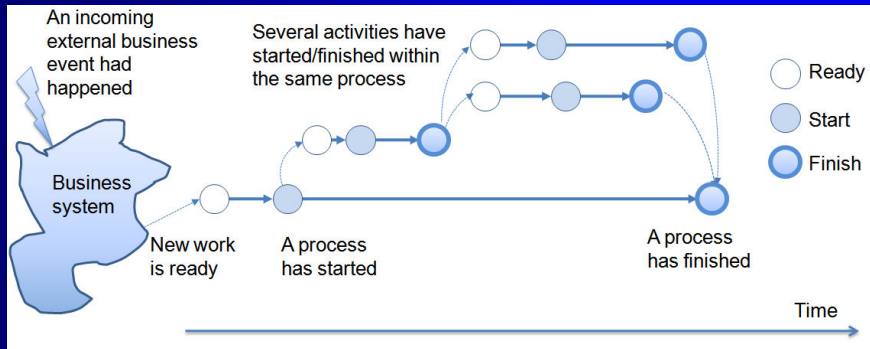 An incoming
external business
event had
happened
Several activities have
started/finished within
the same process
Ready
Start
Finish
Business
system
New work
is ready
A process
has started
A process
has finished
Time